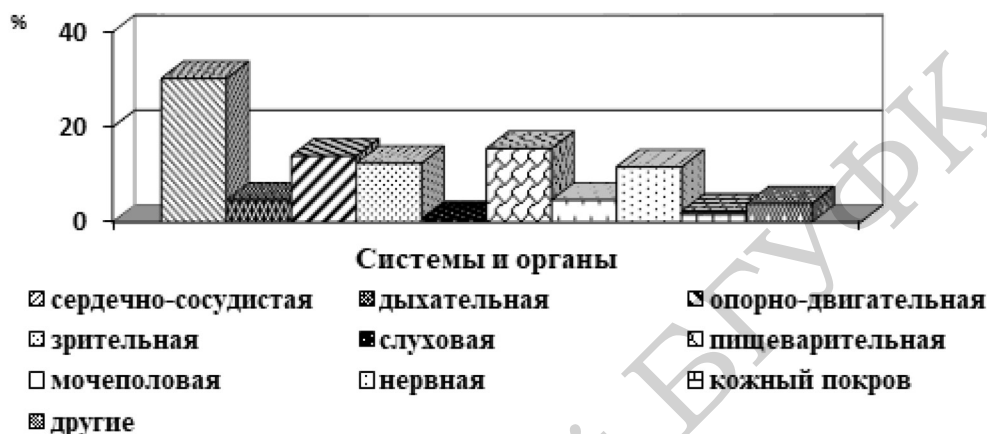 %
40
20
0
Системы и органы
сердечно-сосудистая дыхательная опорно-двигательная
зрительная слуховая пищеварительная
мочеполовая нервная кожный покров
другие
БГУФК